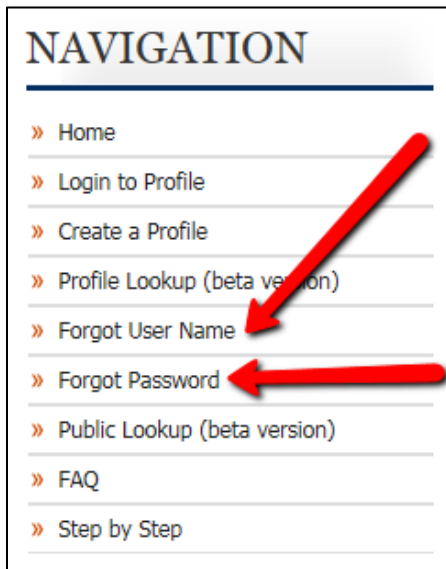 NAVIGATION
» Home
» Login to Profile
» Create a Profile
» Profile Lookup (beta version)
» Forgot User Name
» Forgot Password
» Public Lookup (beta version)
» FAQ
» Step by Step